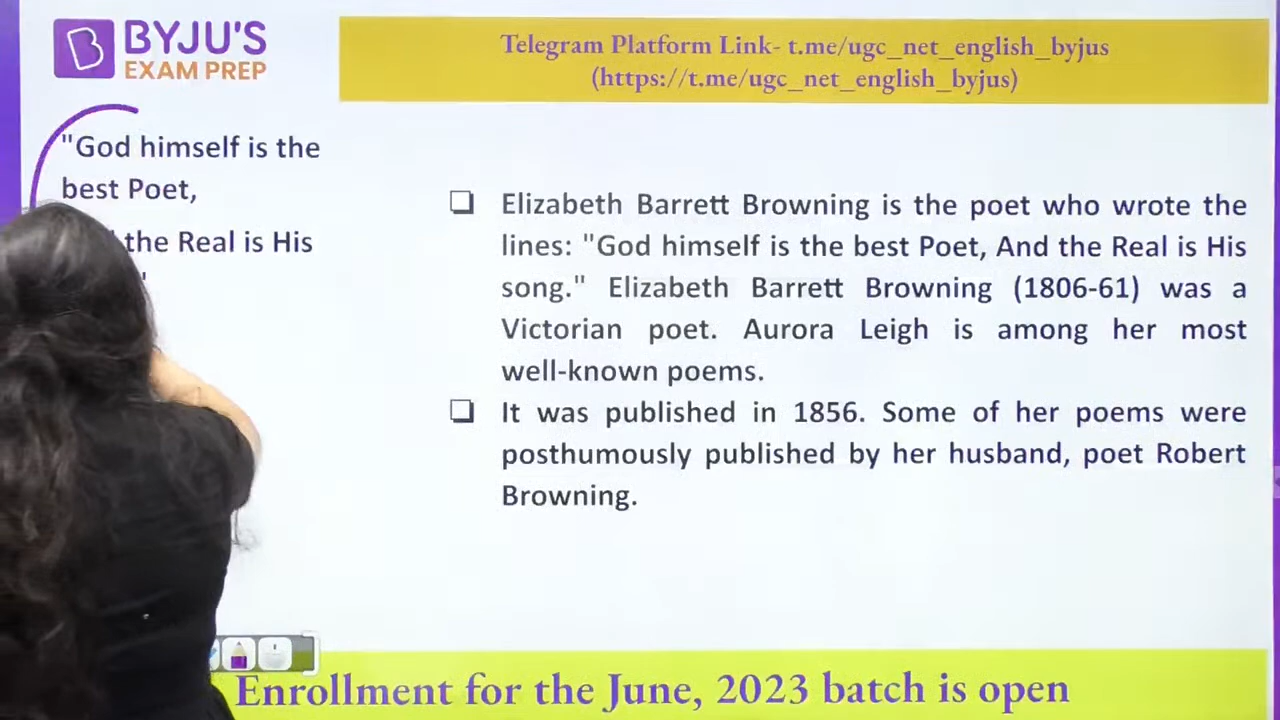 BYJU'S
EXAM PREP
Telegram Platform Link- t.me/ugc_net_english_byjus
(https://t.me/ugc_net_english_byjus)
"God himself is the
best Poet,
the Real is His
"
❑ Elizabeth Barrett Browning is the poet who wrote the
lines: "God himself is the best Poet, And the Real is His
song." Elizabeth Barrett Browning (1806-61) was a
Victorian poet. Aurora Leigh is among her most
well-known poems.
❑ It was published in 1856. Some of her poems were
posthumously published by her husband, poet Robert
Browning.
Enrollment for the June, 2023 batch is open